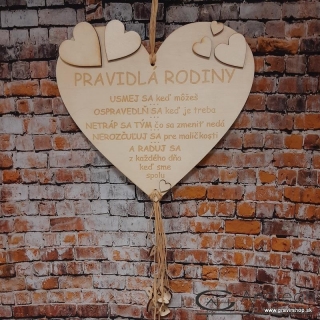 PRAVIDLÁ RODINY
USMEJ SA keď môžeš
OSPRAVEDLŇ SA keď je treba
NETRÁP SA TÝM čo sa zmeniť nedá
NEROZČUĽUJ SA pre maličkosti
A RADUJ SA
z každého dňa
keď sme
spolu
www.gravirshop.sk